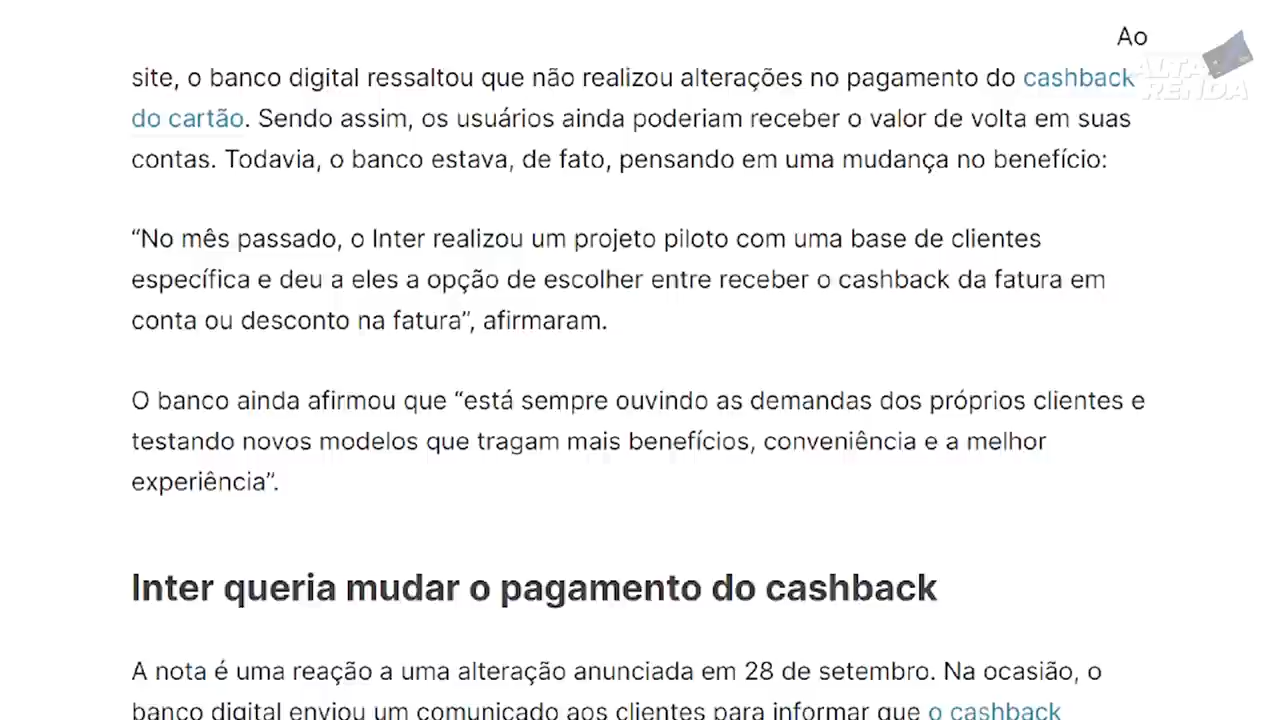 Ao
ALTA
RENDA
site, o banco digital ressaltou que não realizou alterações no pagamento do cashback
do cartão. Sendo assim, os usuários ainda poderiam receber o valor de volta em suas
contas. Todavia, o banco estava, de fato, pensando em uma mudança no benefício:
“No mês passado, o Inter realizou um projeto piloto com uma base de clientes
específica e deu a eles a opção de escolher entre receber o cashback da fatura em
conta ou desconto na fatura”, afirmaram.
O banco ainda afirmou que “está sempre ouvindo as demandas dos próprios clientes e
testando novos modelos que tragam mais benefícios, conveniência e a melhor
experiência”.
Inter queria mudar o pagamento do cashback
A nota é uma reação a uma alteração anunciada em 28 de setembro. Na ocasião, o
banco digital enviou um comunicado aos clientes para informar que o cashback